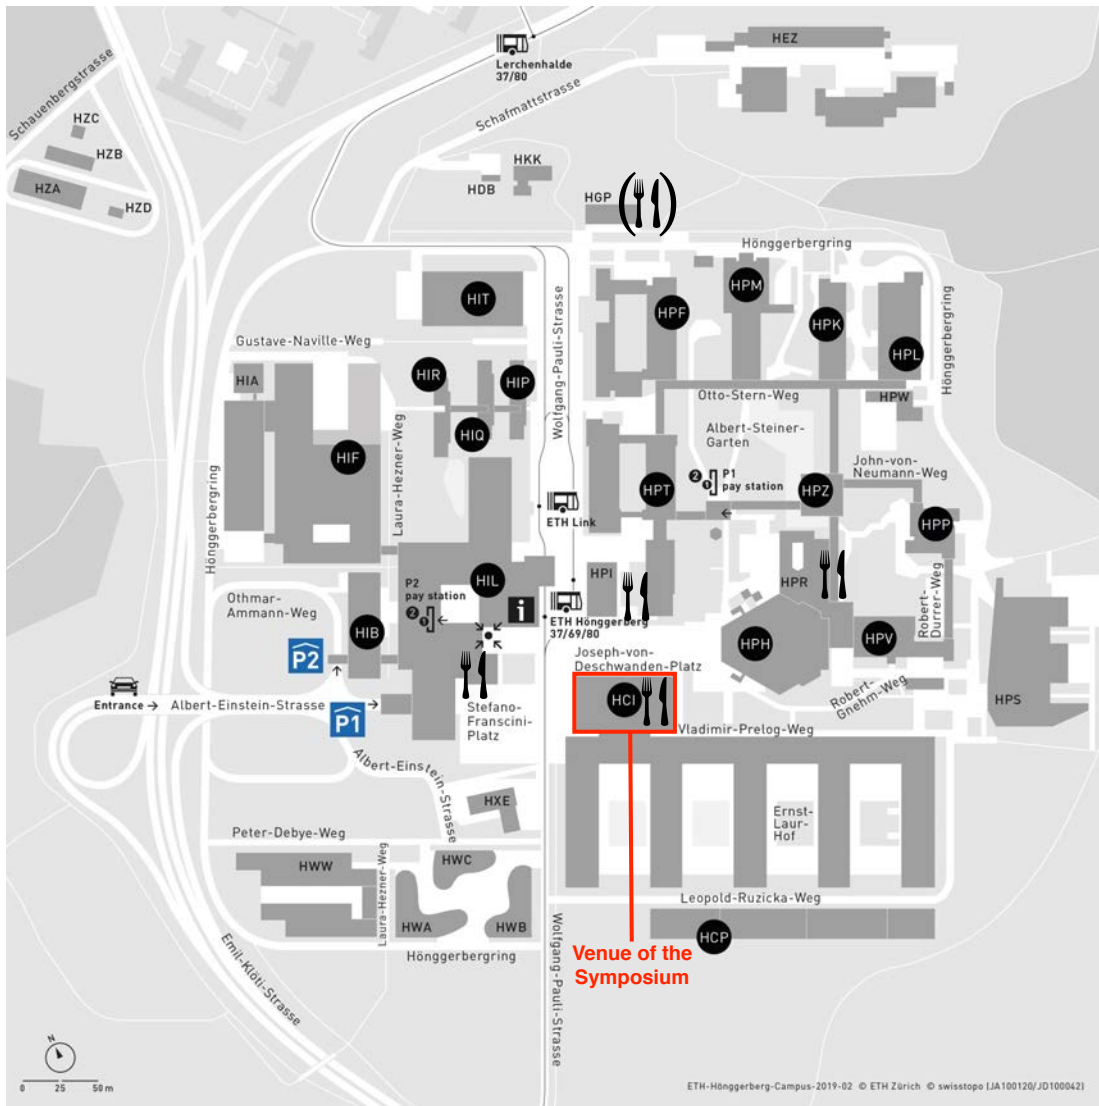 HEZ
Lerchenhalde
37/80
Schauenbergstrasse
Schafmattstrasse
HZC
HZB
HZA
HZD
HKK
HDB
HGP
Hönggerbergring
HPM
HIT
HPF
HPK
HPL
Hönggerbergring
Wolfgang-Pauli-Strasse
Gustave-Naville-Weg
HIA
HIR
HIP
HIQ
Otto-Stern-Weg
HPW
Albert-Steiner-
Garten
John-von-
Neumann-Weg
Laura-Hezner-Weg
HIF
Hönggerbergring
2
1
P1
pay station
HPT
HPZ
HPP
ETH Link
HPI
HPR
Robert-
Durrer-Weg
Othmar-
Ammann-Weg
P2
pay station
2
1
HIL
i
ETH Hönggerberg
37/69/80
HIB
HPH
HPV
P2
Joseph-von-
Deschwanden-Platz
Robert-
Gnehm-Weg
HPS
Entrance →
Albert-Einstein-Strasse
P1
Stefano-
Franscini-
Platz
HCI
Vladimir-Prelog-Weg
Albert-Einstein-Strasse
HXE
Ernst-
Laur-
Hof
Peter-Debye-Weg
HWW
Laura-Hezner-Weg
HWC
HWA
HWB
Leopold-Ruzicka-Weg
HCP
Hönggerbergring
Wolfgang-Pauli-Strasse
Venue of the
Symposium
Emil-Klöti-Strasse
N
0 25 50 m
ETH-Hönggerberg-Campus-2019-02 © ETH Zürich © swisstopo (JA100120/JD100042)